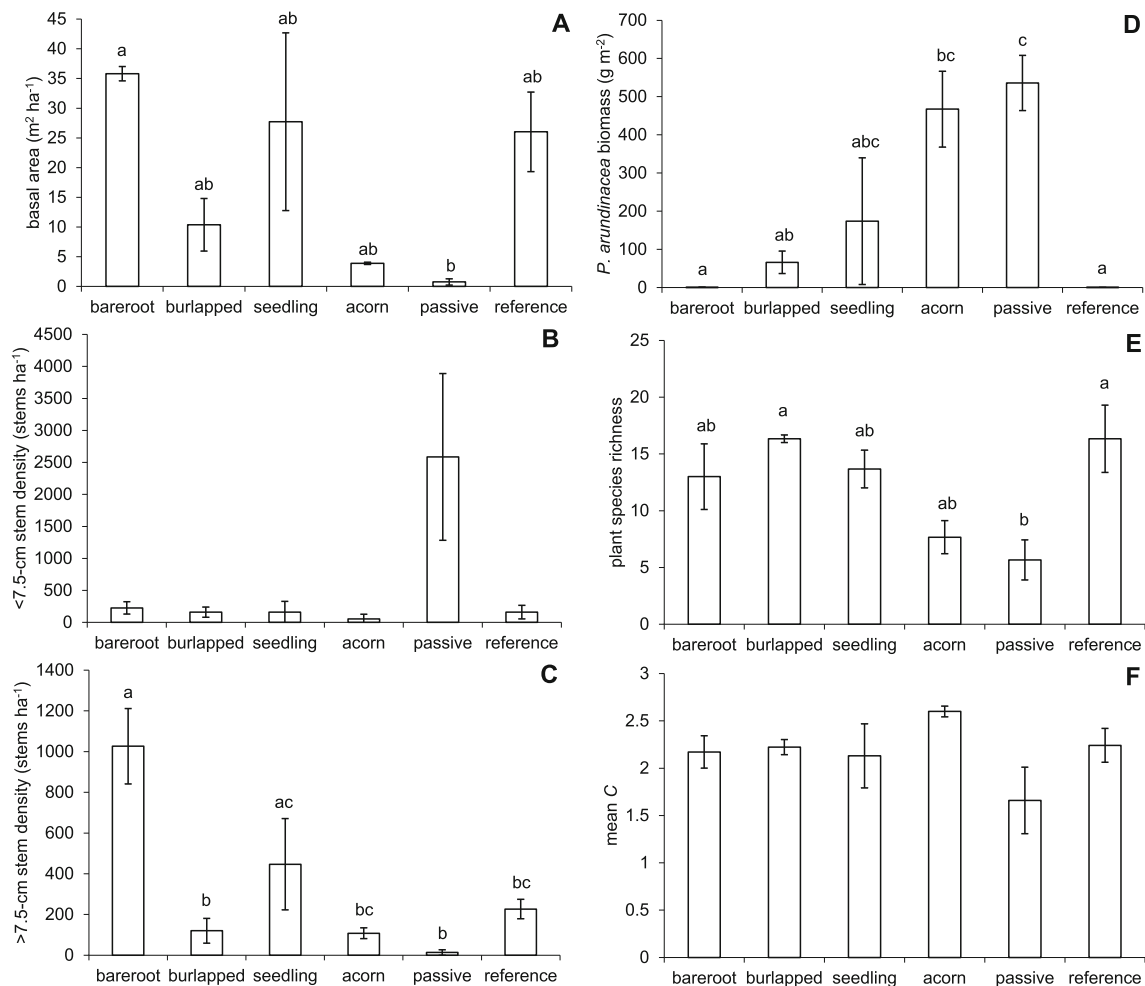 A
basal area (m² ha⁻¹)
45
40
35
30
25
20
15
10
5
0
a
ab
ab
ab
b
ab
bareroot burlapped seedling acorn passive reference
B
<7.5-cm stem density (stems ha⁻¹)
4500
4000
3500
3000
2500
2000
1500
1000
500
0
bareroot burlapped seedling acorn passive reference
C
>7.5-cm stem density (stems ha⁻¹)
1400
1200
1000
800
600
400
200
0
a
b
ac
bc
b
bc
bareroot burlapped seedling acorn passive reference
D
P. arundinacea biomass (g m⁻²)
700
600
500
400
300
200
100
0
a
ab
abc
bc
c
a
bareroot burlapped seedling acorn passive reference
E
plant species richness
25
20
15
10
5
0
ab
a
ab
ab
b
a
bareroot burlapped seedling acorn passive reference
F
mean C
3
2.5
2
1.5
1
0.5
0
bareroot burlapped seedling acorn passive reference